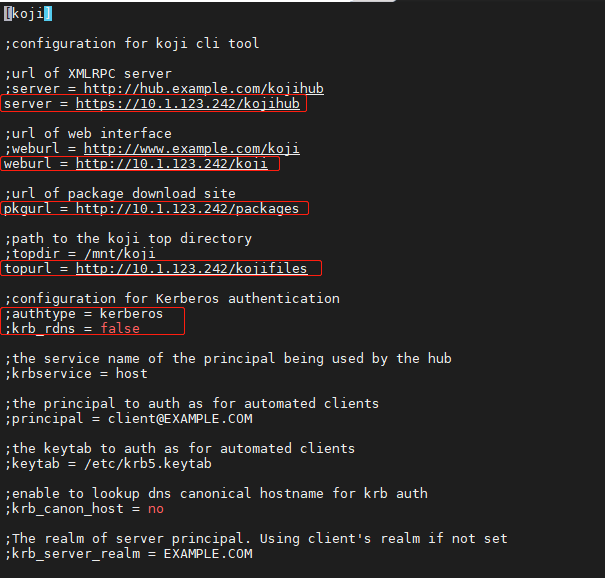 [koji]
;configuration for koji cli tool
;url of XMLRPC server
;server = http://hub.example.com/kojihub
server = https://10.1.123.242/kojihub
;url of web interface
;weburl = http://www.example.com/koji
weburl = http://10.1.123.242/koji
;url of package download site
pkgurl = http://10.1.123.242/packages
;path to the koji top directory
;topdir = /mnt/koji
topurl = http://10.1.123.242/kojifiles
;configuration for Kerberos authentication
;authtype = kerberos
;krb_rdns = false
;the service name of the principal being used by the hub
;krbservice = host
;the principal to auth as for automated clients
;principal = client@EXAMPLE.COM
;the keytab to auth as for automated clients
;keytab = /etc/krb5.keytab
;enable to lookup dns canonical hostname for krb auth
;krb_canon_host = no
;The realm of server principal. Using client's realm if not set
;krb_server_realm = EXAMPLE.COM